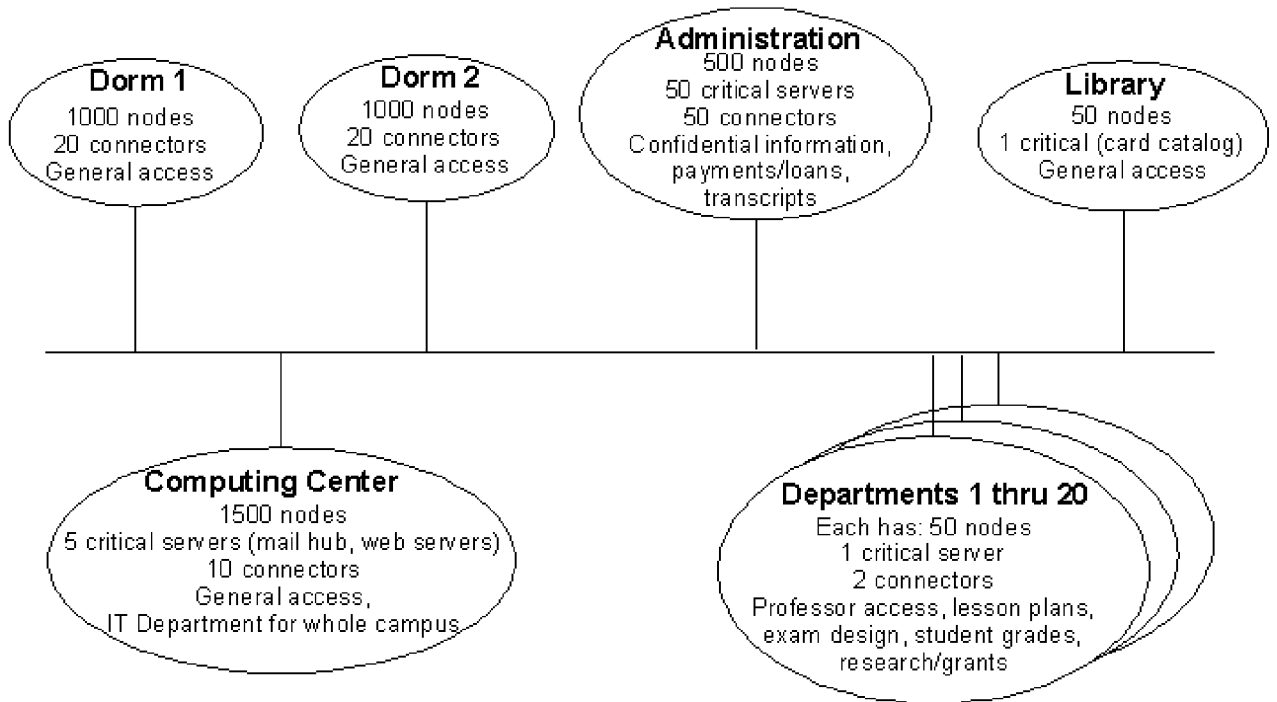 Dorm 1
1000 nodes
20 connectors
General access
Dorm 2
1000 nodes
20 connectors
General access
Administration
500 nodes
50 critical servers
50 connectors
Confidential information,
payments/loans,
transcripts
Library
50 nodes
1 critical (card catalog)
General access
Computing Center
1500 nodes
5 critical servers (mail hub, web servers)
10 connectors
General access,
IT Department for whole campus
Departments 1 thru 20
Each has: 50 nodes
1 critical server
2 connectors
Professor access, lesson plans,
exam design, student grades,
research/grants